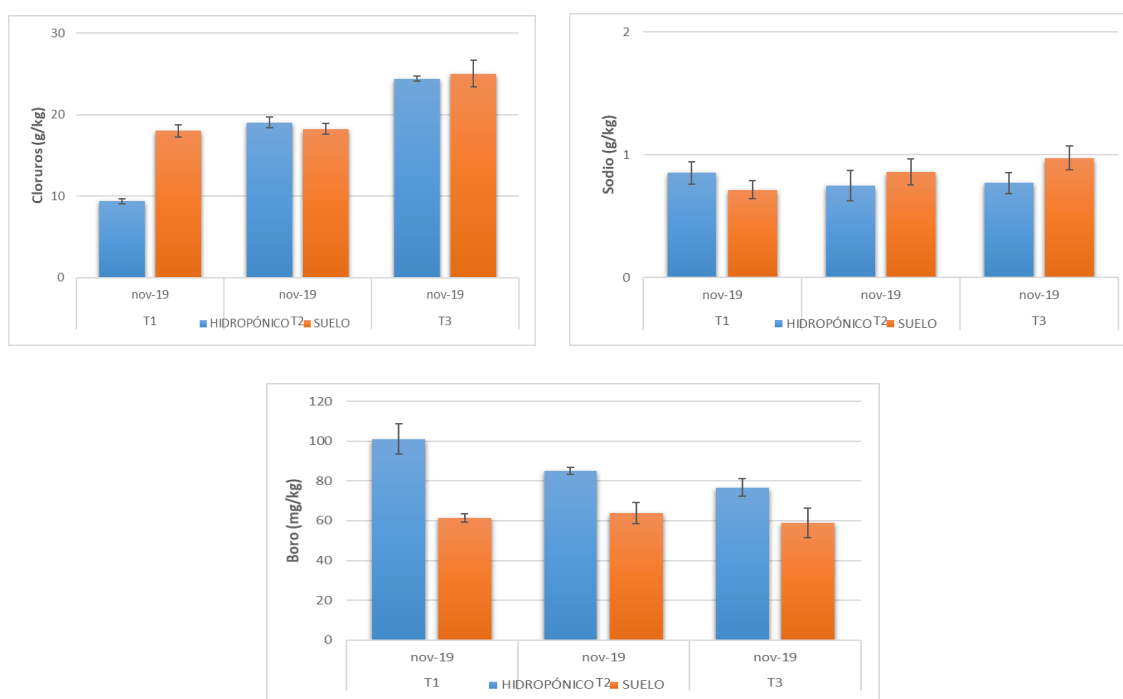 30
20
10
0
Cloruros (g/kg)
nov-19 nov-19 nov-19
T1 HIDROPÓNICO T2 SUELO T3
2
1
0
Sodio (g/kg)
nov-19 nov-19 nov-19
T1 HIDROPÓNICO T2 SUELO T3
120
100
80
60
40
20
0
Boro (mg/kg)
nov-19 nov-19 nov-19
T1 HIDROPÓNICO T2 SUELO T3